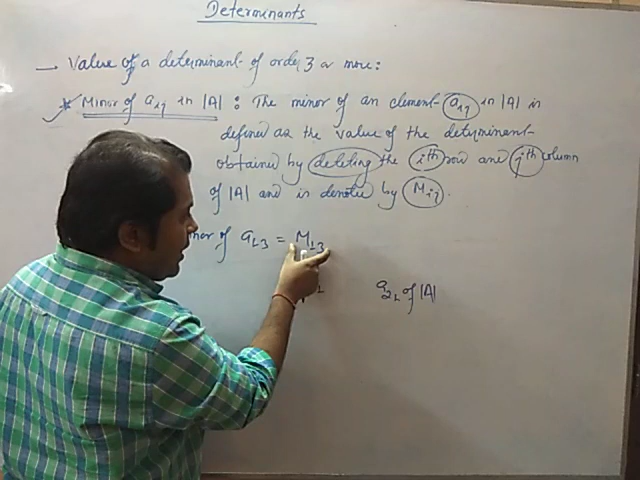 Determinants
— Value of a determinant of order 3 or more:
* Minor of aij in |A| : The minor of an element aij in |A| is
defined as the value of the determinant
obtained by deleting the ith row and jth column
of |A| and is denoted by Mij.
of a23 = M23
a21 of |A|